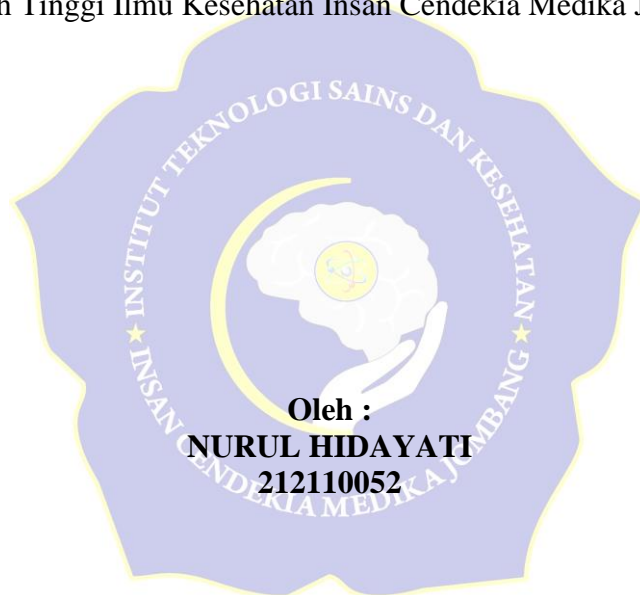 Tinggi Ilmu Kesehatan Insan Cendekia Medika
INSTITUT TEKNOLOGI SAINS DAN KESEHATAN
INSAN CENDEKIA MEDIKA JOMBANG
Oleh :
NURUL HIDAYATI
212110052